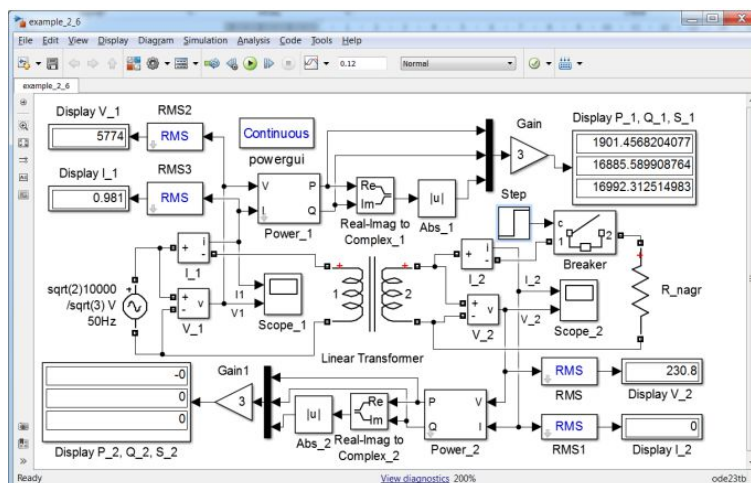 example_2_6
File Edit View Display Diagram Simulation Analysis Code Tools Help
0.12
Normal
example_2_6
Display V_1
RMS2
5774
RMS
Continuous
powergui
Gain
3
Display P_1, Q_1, S_1
1901.4568204077
16885.589908764
16992.312514983
Display I_1
RMS3
0.981
RMS
V
P
I
Q
Power_1
Re
Im
Real-Imag to
Complex_1
|u|
Abs_1
Step
c
1
2
Breaker
sqrt(2)10000
/sqrt(3) V
50Hz
+
-
i
I_1
+
-
v
V_1
I1
V1
Scope_1
+
1
+
2
Linear Transformer
+
-
i
I_2
+
-
v
V_2
I_2
V_2
Scope_2
+
R_nagr
-0
0
0
Display P_2, Q_2, S_2
Gain1
3
|u|
Abs_2
Re
Im
Real-Imag to
Complex_2
P
V
Q
I
Power_2
RMS
RMS
230.8
Display V_2
RMS
RMS1
0
Display I_2
Ready
View diagnostics 200%
ode23tb